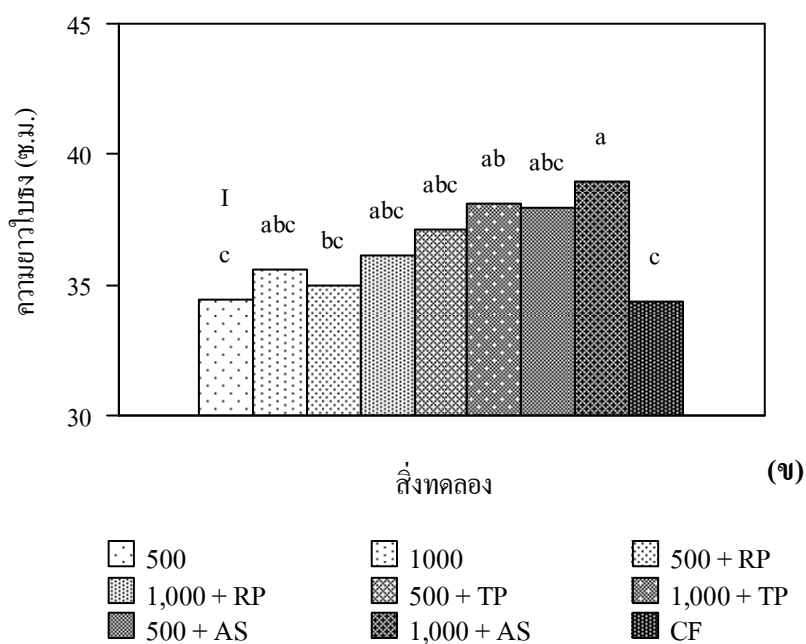 45
ความยาวใบธง (ซ.ม.)
40
35
30
I
c
abc
bc
abc
abc
ab
abc
a
c
สิ่งทดลอง
(ข)
500 1000 500 + RP
1,000 + RP 500 + TP 1,000 + TP
500 + AS 1,000 + AS CF